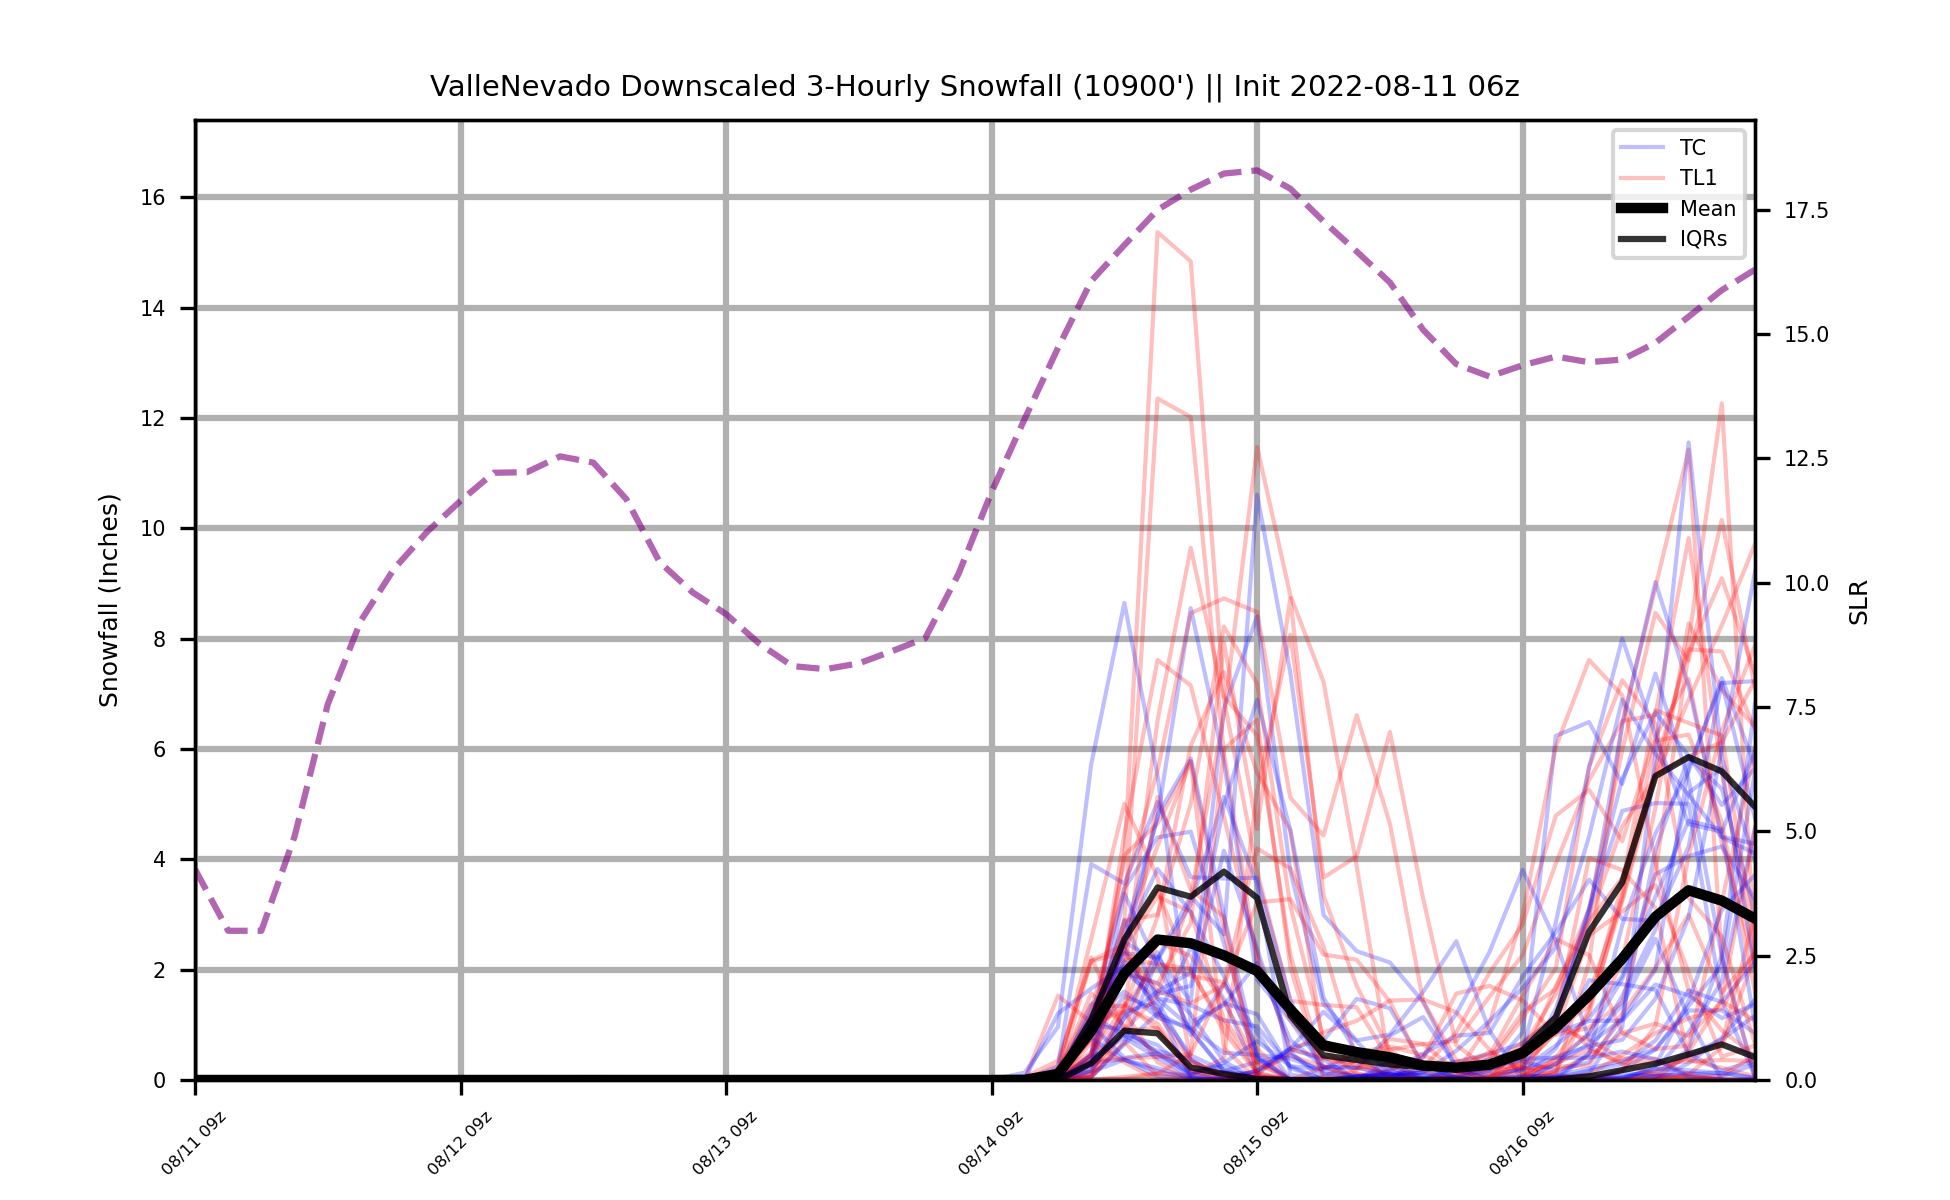 ValleNevado Downscaled 3-Hourly Snowfall (10900') || Init 2022-08-11 06z
TC
TL1
Mean
IQRs
Snowfall (Inches)
16
14
12
10
8
6
4
2
0
17.5
15.0
12.5
10.0
7.5
5.0
2.5
0.0
SLR
08/11 09z
08/12 09z
08/13 09z
08/14 09z
08/15 09z
08/16 09z